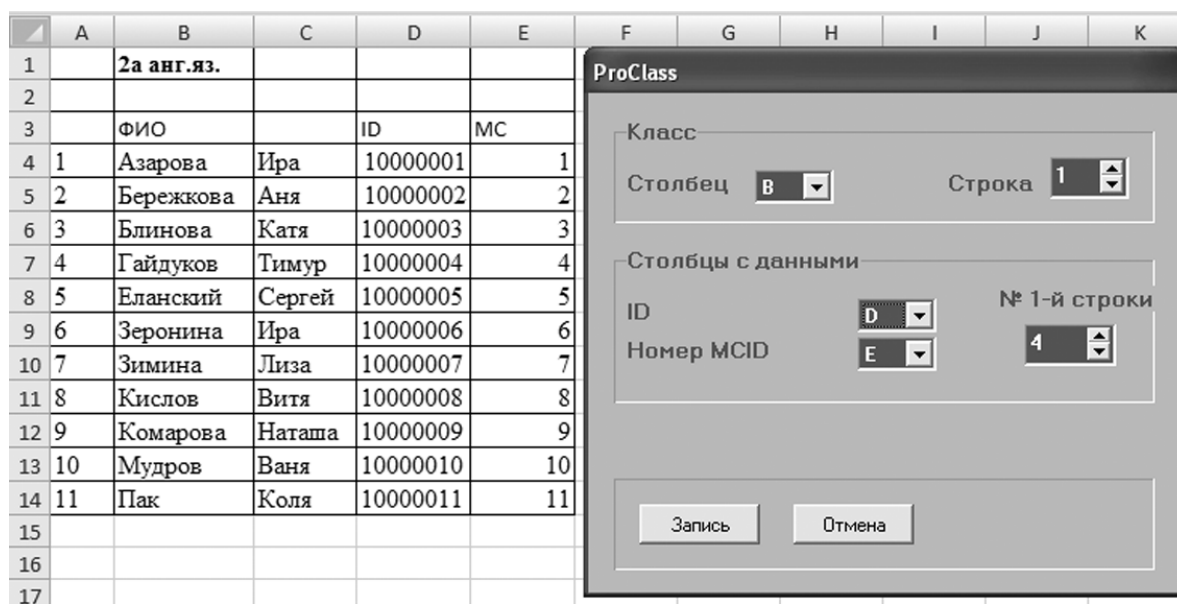 A B C D E F G H I J K
1 2а анг.яз.
2
3 ФИО ID МС
4 1 Азарова Ира 10000001 1
5 2 Бережкова Аня 10000002 2
6 3 Блинова Катя 10000003 3
7 4 Гайдуков Тимур 10000004 4
8 5 Еланский Сергей 10000005 5
9 6 Зеронина Ира 10000006 6
10 7 Зимина Лиза 10000007 7
11 8 Кислов Витя 10000008 8
12 9 Комарова Наташа 10000009 9
13 10 Мудров Ваня 10000010 10
14 11 Пак Коля 10000011 11
15
16
17
ProClass
Класс
Столбец B Строка 1
Столбцы с данными
№ 1-й строки
ID D 4
Номер MCID E
Запись Отмена